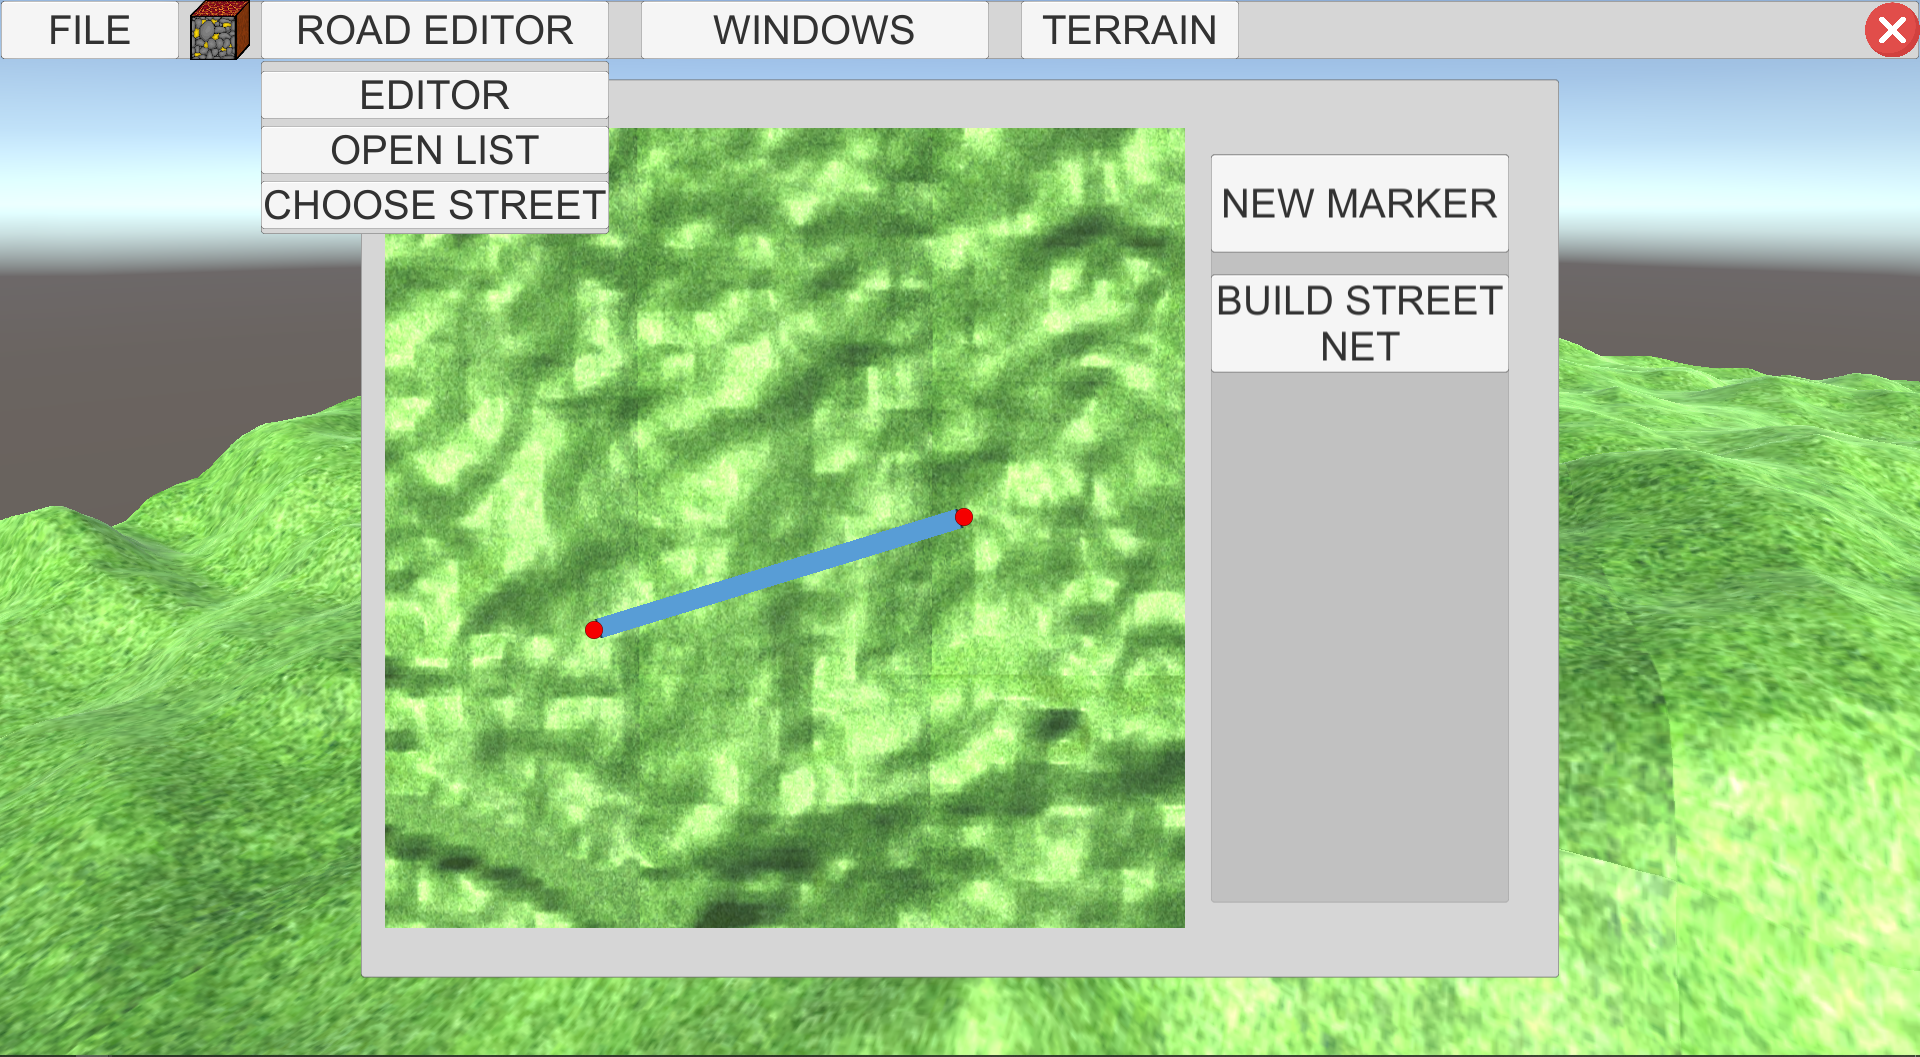 FILE
ROAD EDITOR
WINDOWS
TERRAIN
EDITOR
OPEN LIST
CHOOSE STREET
NEW MARKER
BUILD STREET
NET